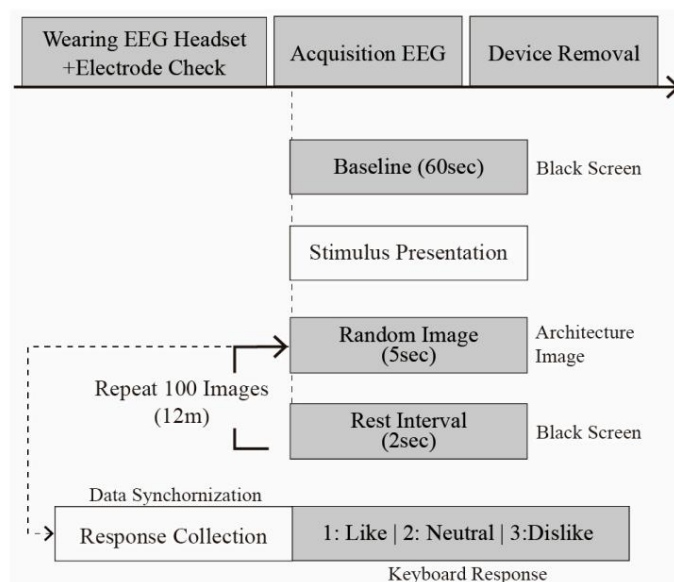 Wearing EEG Headset
+Electrode Check
Acquisition EEG
Device Removal
Baseline (60sec)
Black Screen
Stimulus Presentation
Random Image
(5sec)
Architecture
Image
Repeat 100 Images
(12m)
Rest Interval
(2sec)
Black Screen
Data Synchornization
Response Collection
1: Like | 2: Neutral | 3:Dislike
Keyboard Response